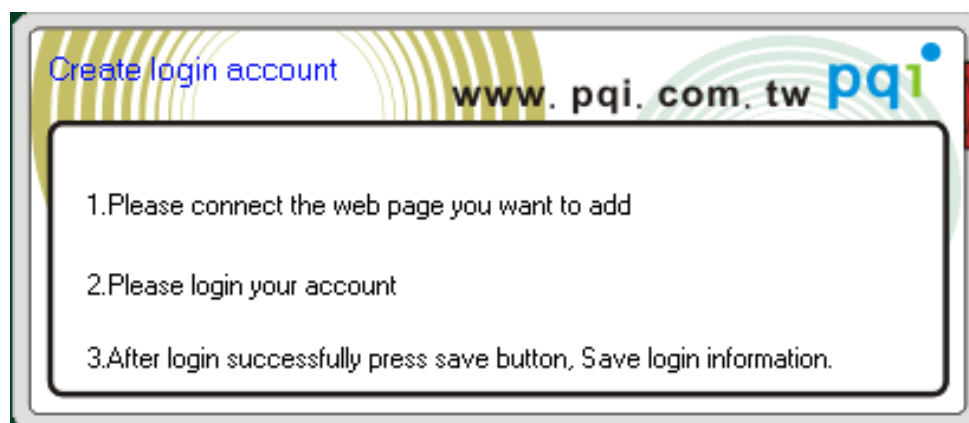 Create login account
www. pqi. com. tw pqi
1.Please connect the web page you want to add
2.Please login your account
3.After login successfully press save button, Save login information.